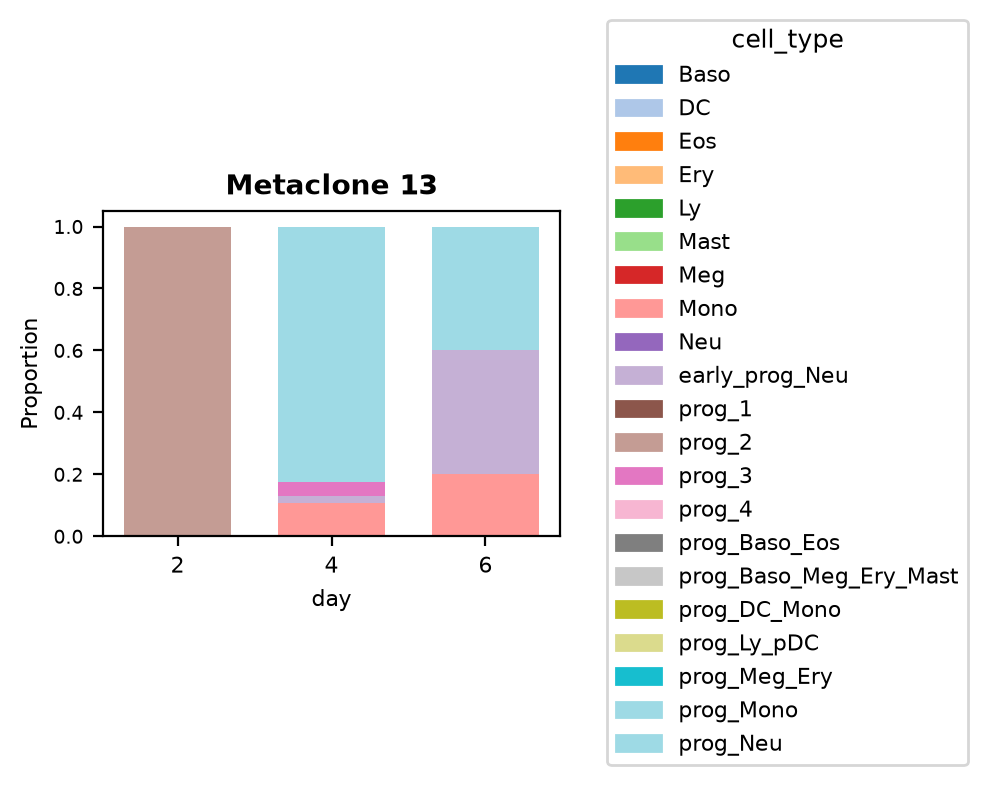 Metaclone 13
Proportion
1.0
0.8
0.6
0.4
0.2
0.0
2
4
6
day
cell_type
Baso
DC
Eos
Ery
Ly
Mast
Meg
Mono
Neu
early_prog_Neu
prog_1
prog_2
prog_3
prog_4
prog_Baso_Eos
prog_Baso_Meg_Ery_Mast
prog_DC_Mono
prog_Ly_pDC
prog_Meg_Ery
prog_Mono
prog_Neu